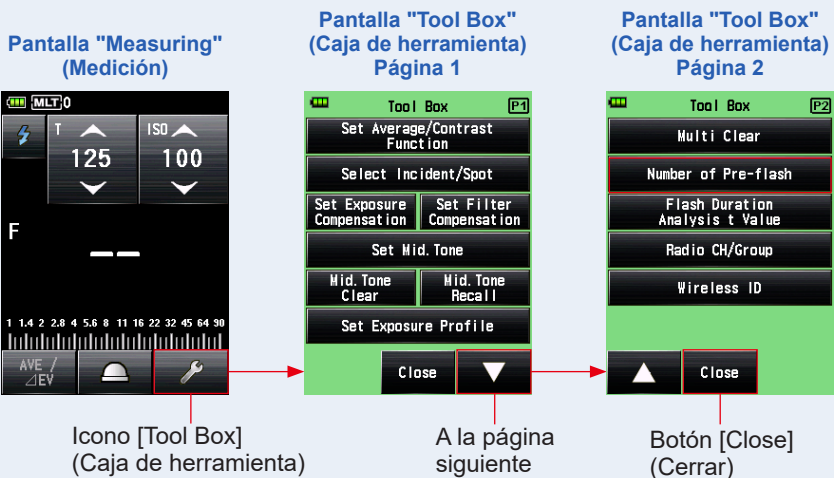 Pantalla "Measuring"
(Medición)
MLT 0
T
125
ISO
100
F
1 1.4 2 2.8 4 5.6 8 11 16 22 32 45 64 90
AVE /
⊿EV
Icono [Tool Box]
(Caja de herramienta)
Pantalla "Tool Box"
(Caja de herramienta)
Página 1
Tool Box P1
Set Average/Contrast
Function
Select Incident/Spot
Set Exposure
Compensation
Set Filter
Compensation
Set Mid. Tone
Mid. Tone
Clear
Mid. Tone
Recall
Set Exposure Profile
Close
A la página
siguiente
Pantalla "Tool Box"
(Caja de herramienta)
Página 2
Tool Box P2
Multi Clear
Number of Pre-flash
Flash Duration
Analysis t Value
Radio CH/Group
Wireless ID
Close
Botón [Close]
(Cerrar)